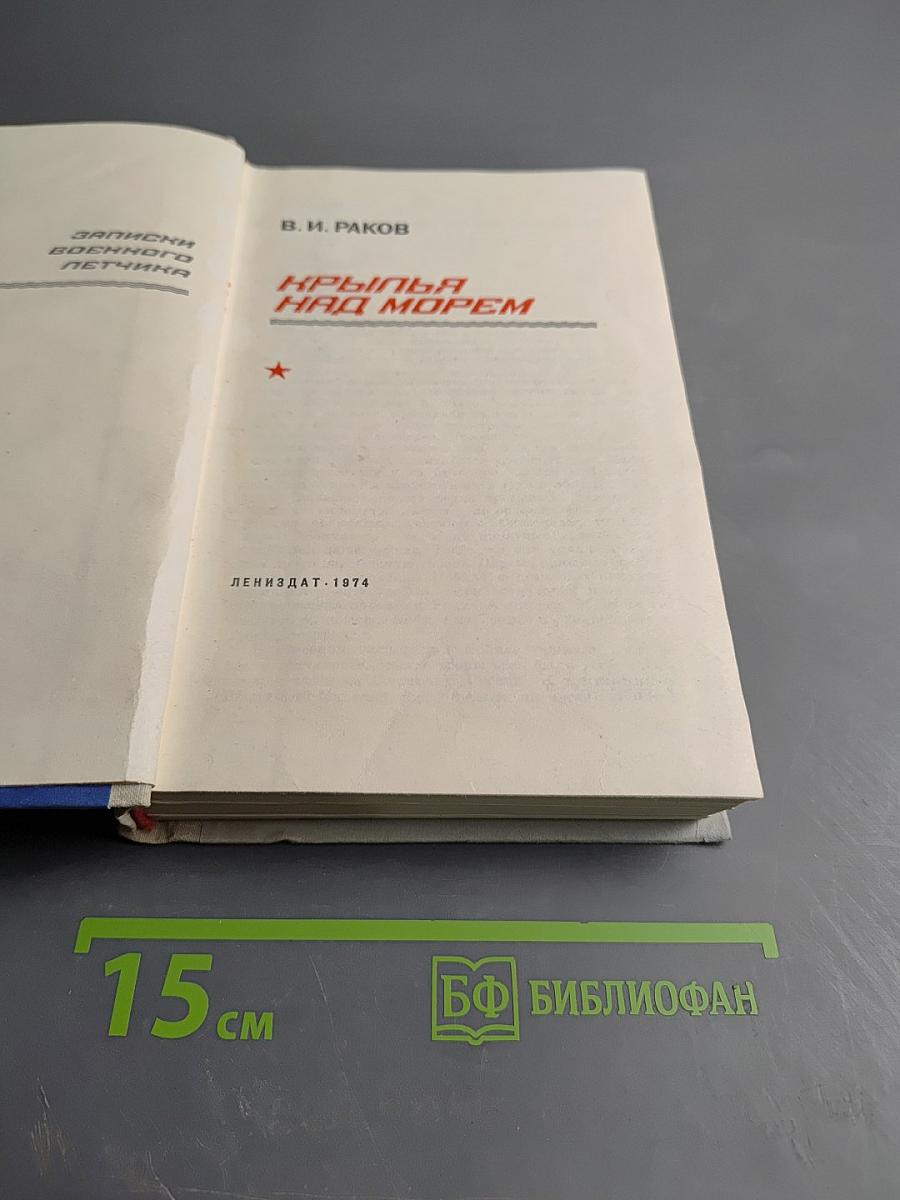 ЗАПИСКИ
ВОЕННОГО
ЛЕТЧИКА
В. И. РАКОВ
КРЫЛЬЯ
НАД МОРЕМ
ЛЕНИЗДАТ · 1974
15 см
БФ БИБЛИОФАН